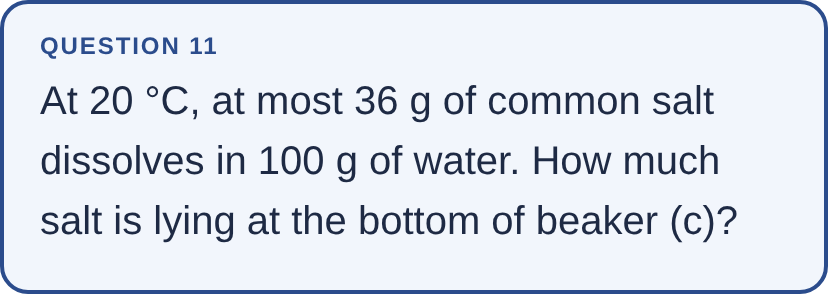 QUESTION 11
At 20 °C, at most 36 g of common salt
dissolves in 100 g of water. How much
salt is lying at the bottom of beaker (c)?